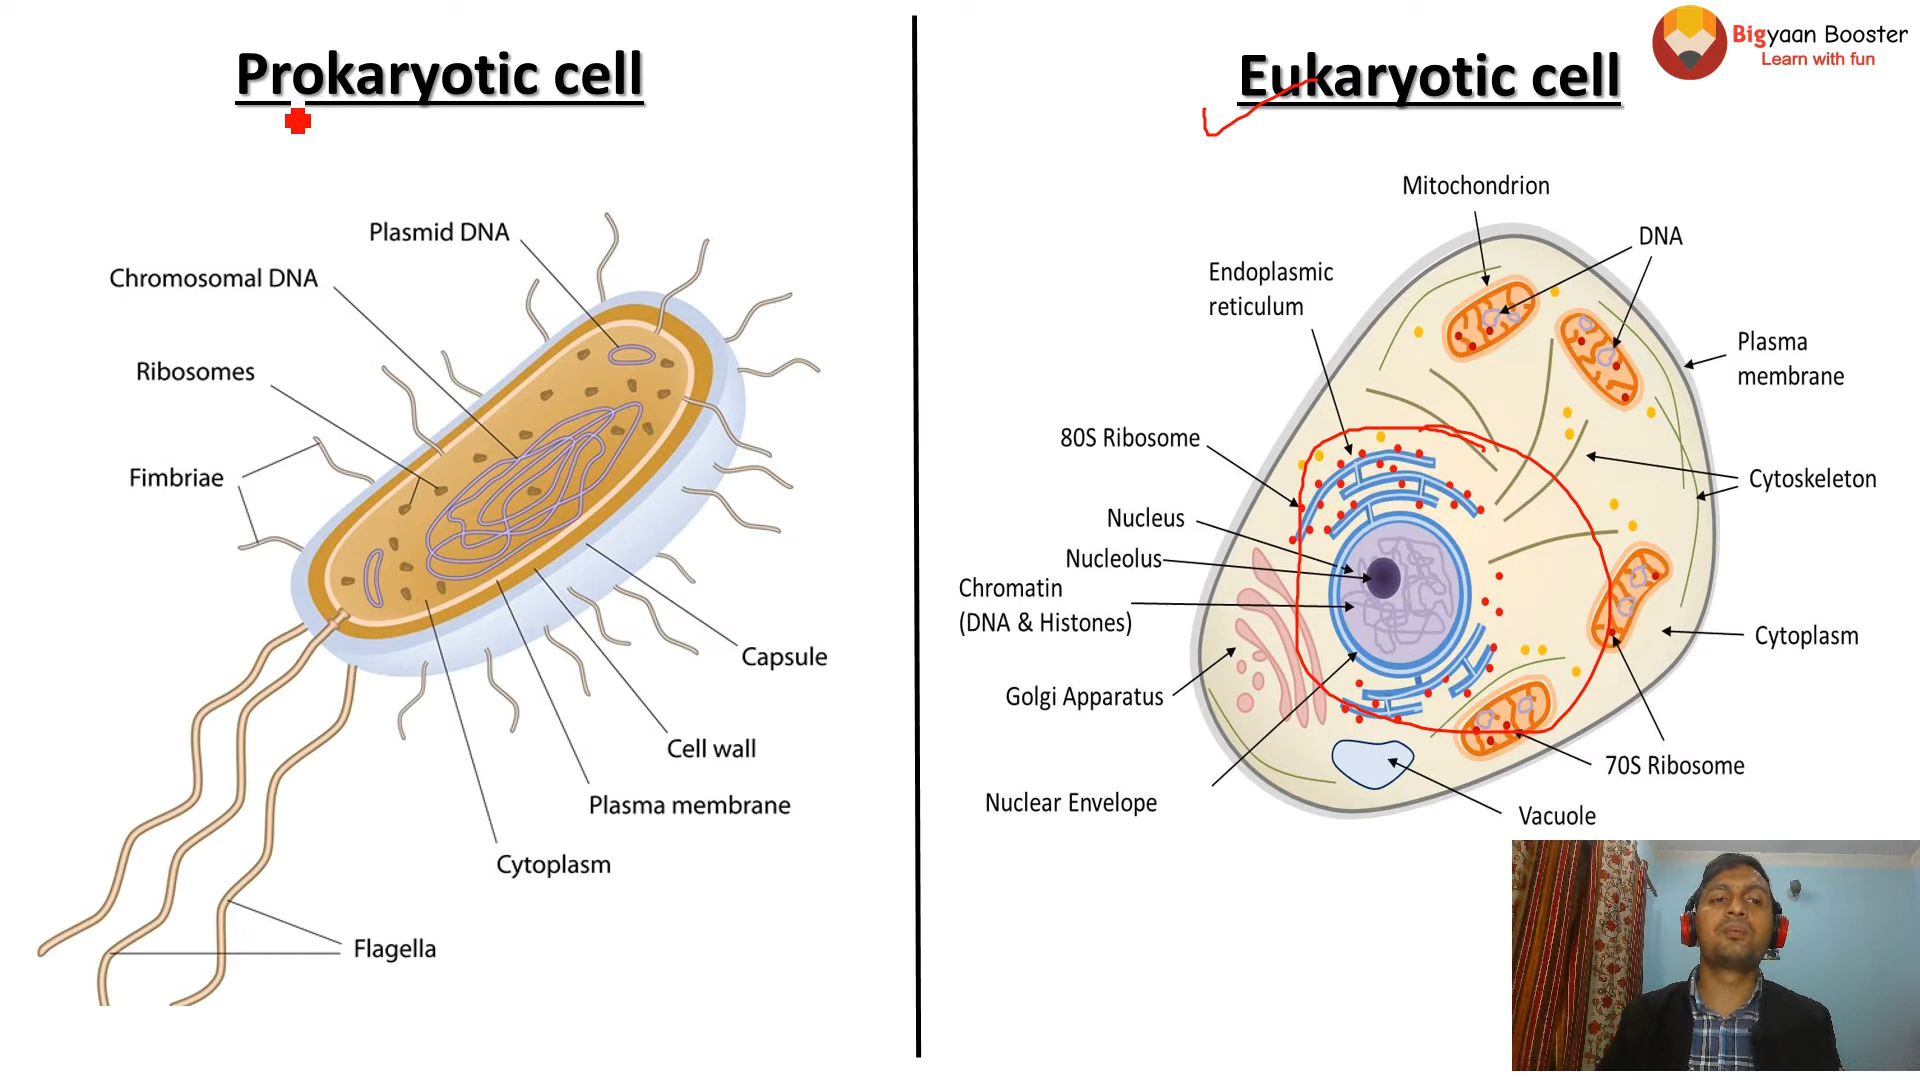 Prokaryotic cell
Plasmid DNA
Chromosomal DNA
Ribosomes
Fimbriae
Capsule
Cell wall
Plasma membrane
Cytoplasm
Flagella
Eukaryotic cell
Bigyaan Booster
Learn with fun
Mitochondrion
DNA
Endoplasmic
reticulum
Plasma
membrane
80S Ribosome
Cytoskeleton
Nucleus
Nucleolus
Chromatin
(DNA & Histones)
Cytoplasm
Golgi Apparatus
70S Ribosome
Nuclear Envelope
Vacuole